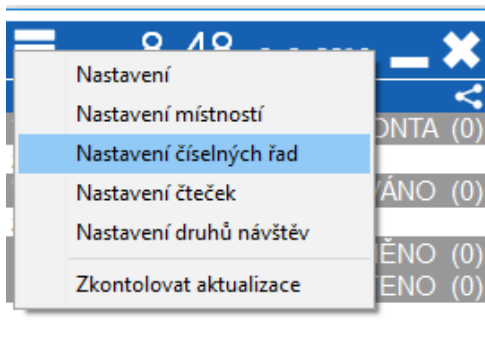 Nastavení
Nastavení místností
ONTA (0)
Nastavení číselných řad
Nastavení čteček
ÁNO (0)
Nastavení druhů návštěv
ĚNO (0)
Zkontolovat aktualizace
ENO (0)